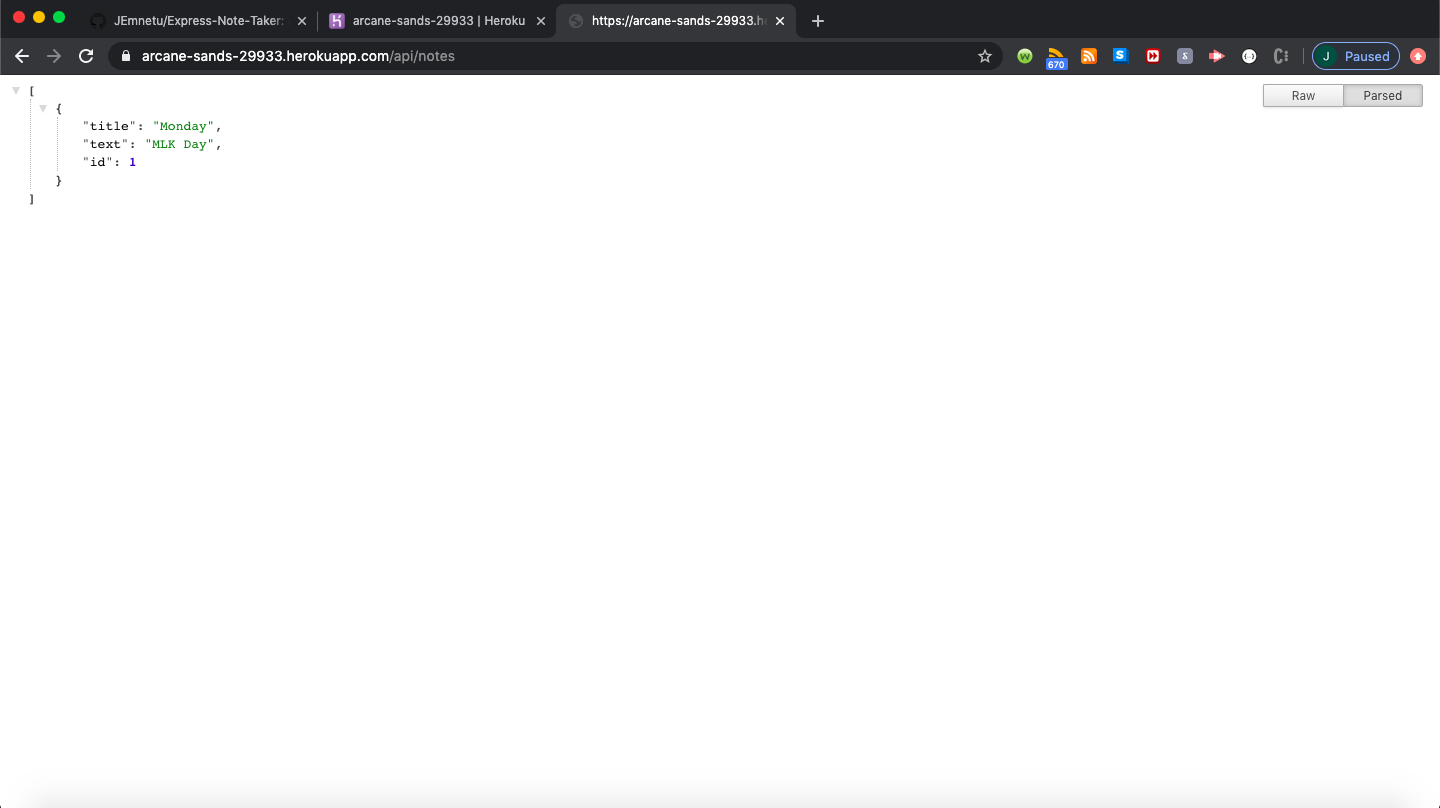 JEmnetu/Express-Note-Taker:
arcane-sands-29933 | Heroku
https://arcane-sands-29933.he
arcane-sands-29933.herokuapp.com/api/notes
670
S
J
Paused
Raw
Parsed
[
{
"title": "Monday",
"text": "MLK Day",
"id": 1
}
]